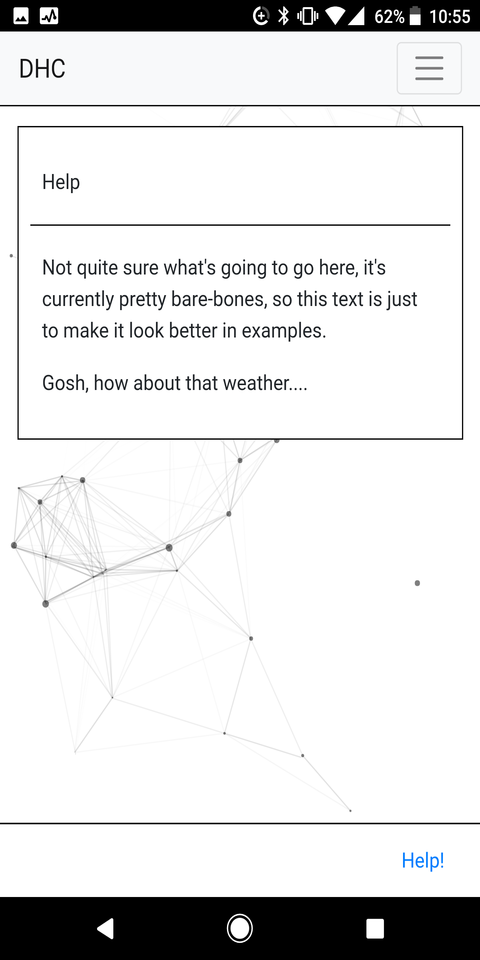 62% 10:55
DHC
Help
Not quite sure what's going to go here, it's
currently pretty bare-bones, so this text is just
to make it look better in examples.
Gosh, how about that weather....
Help!